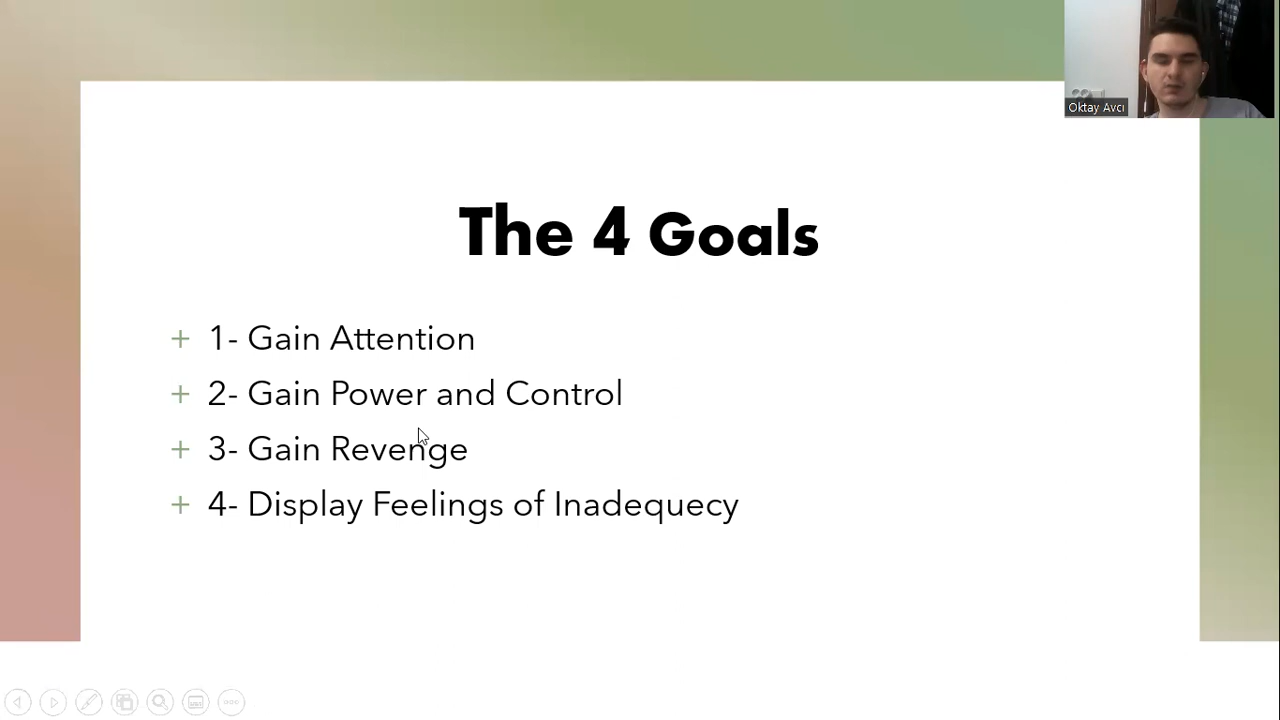 Oktay Avcı
The 4 Goals
+ 1- Gain Attention
+ 2- Gain Power and Control
+ 3- Gain Revenge
+ 4- Display Feelings of Inadequecy